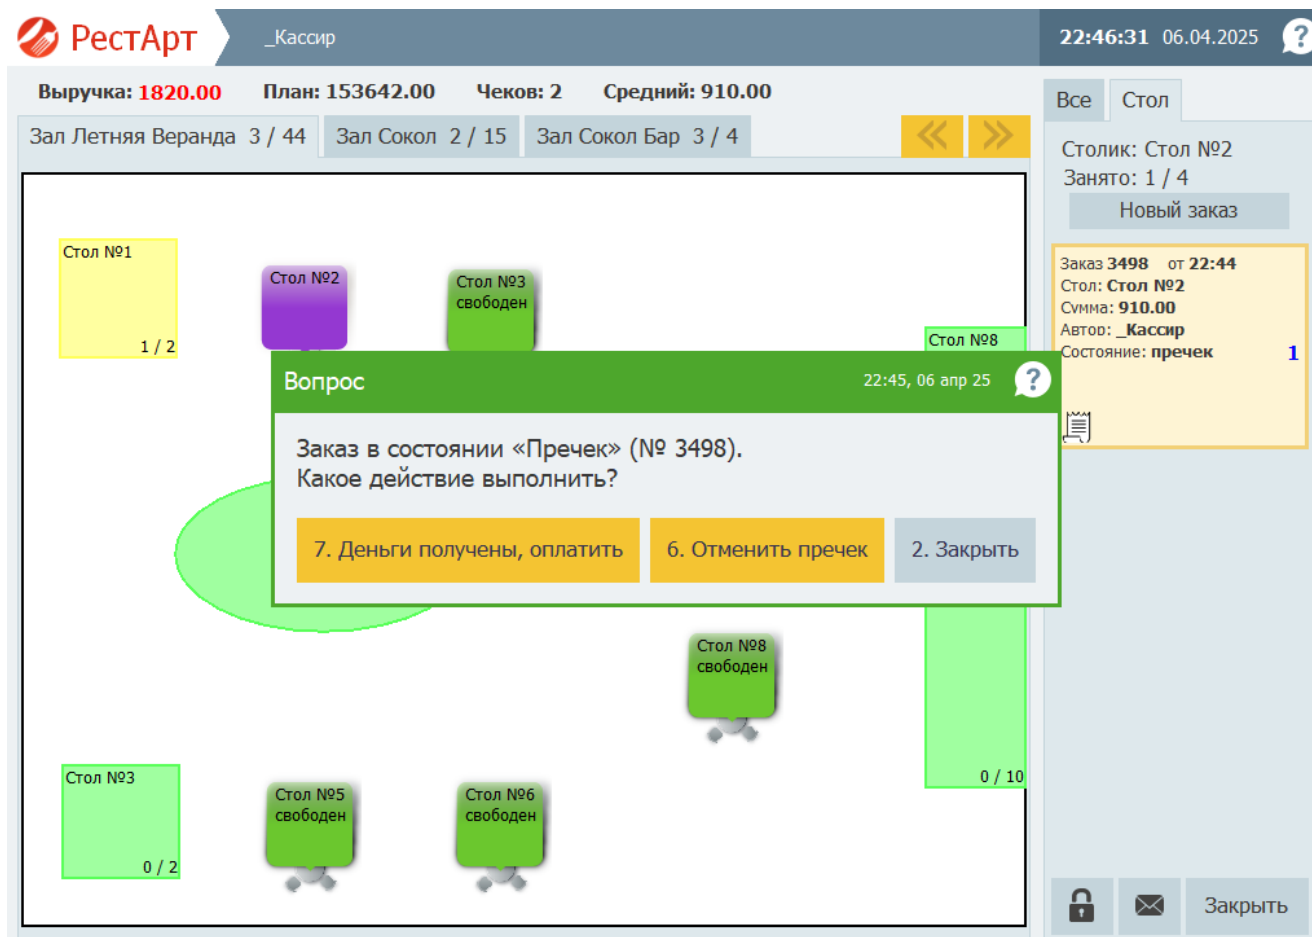 РестАрт _Кассир 22:46:31 06.04.2025 ?
Выручка: 1820.00 План: 153642.00 Чеков: 2 Средний: 910.00
Зал Летняя Веранда 3 / 44 Зал Сокол 2 / 15 Зал Сокол Бар 3 / 4
Все Стол
Столик: Стол №2
Занято: 1 / 4
Новый заказ
Заказ 3498 от 22:44
Стол: Стол №2
Сумма: 910.00
Автор: _Кассир
Состояние: пречек 1
Стол №1
1 / 2
Стол №2
Стол №3
свободен
Стол №8
Вопрос 22:45, 06 апр 25 ?
Заказ в состоянии «Пречек» (№ 3498).
Какое действие выполнить?
7. Деньги получены, оплатить 6. Отменить пречек 2. Закрыть
Стол №8
свободен
0 / 10
Стол №3
0 / 2
Стол №5
свободен
Стол №6
свободен
Закрыть